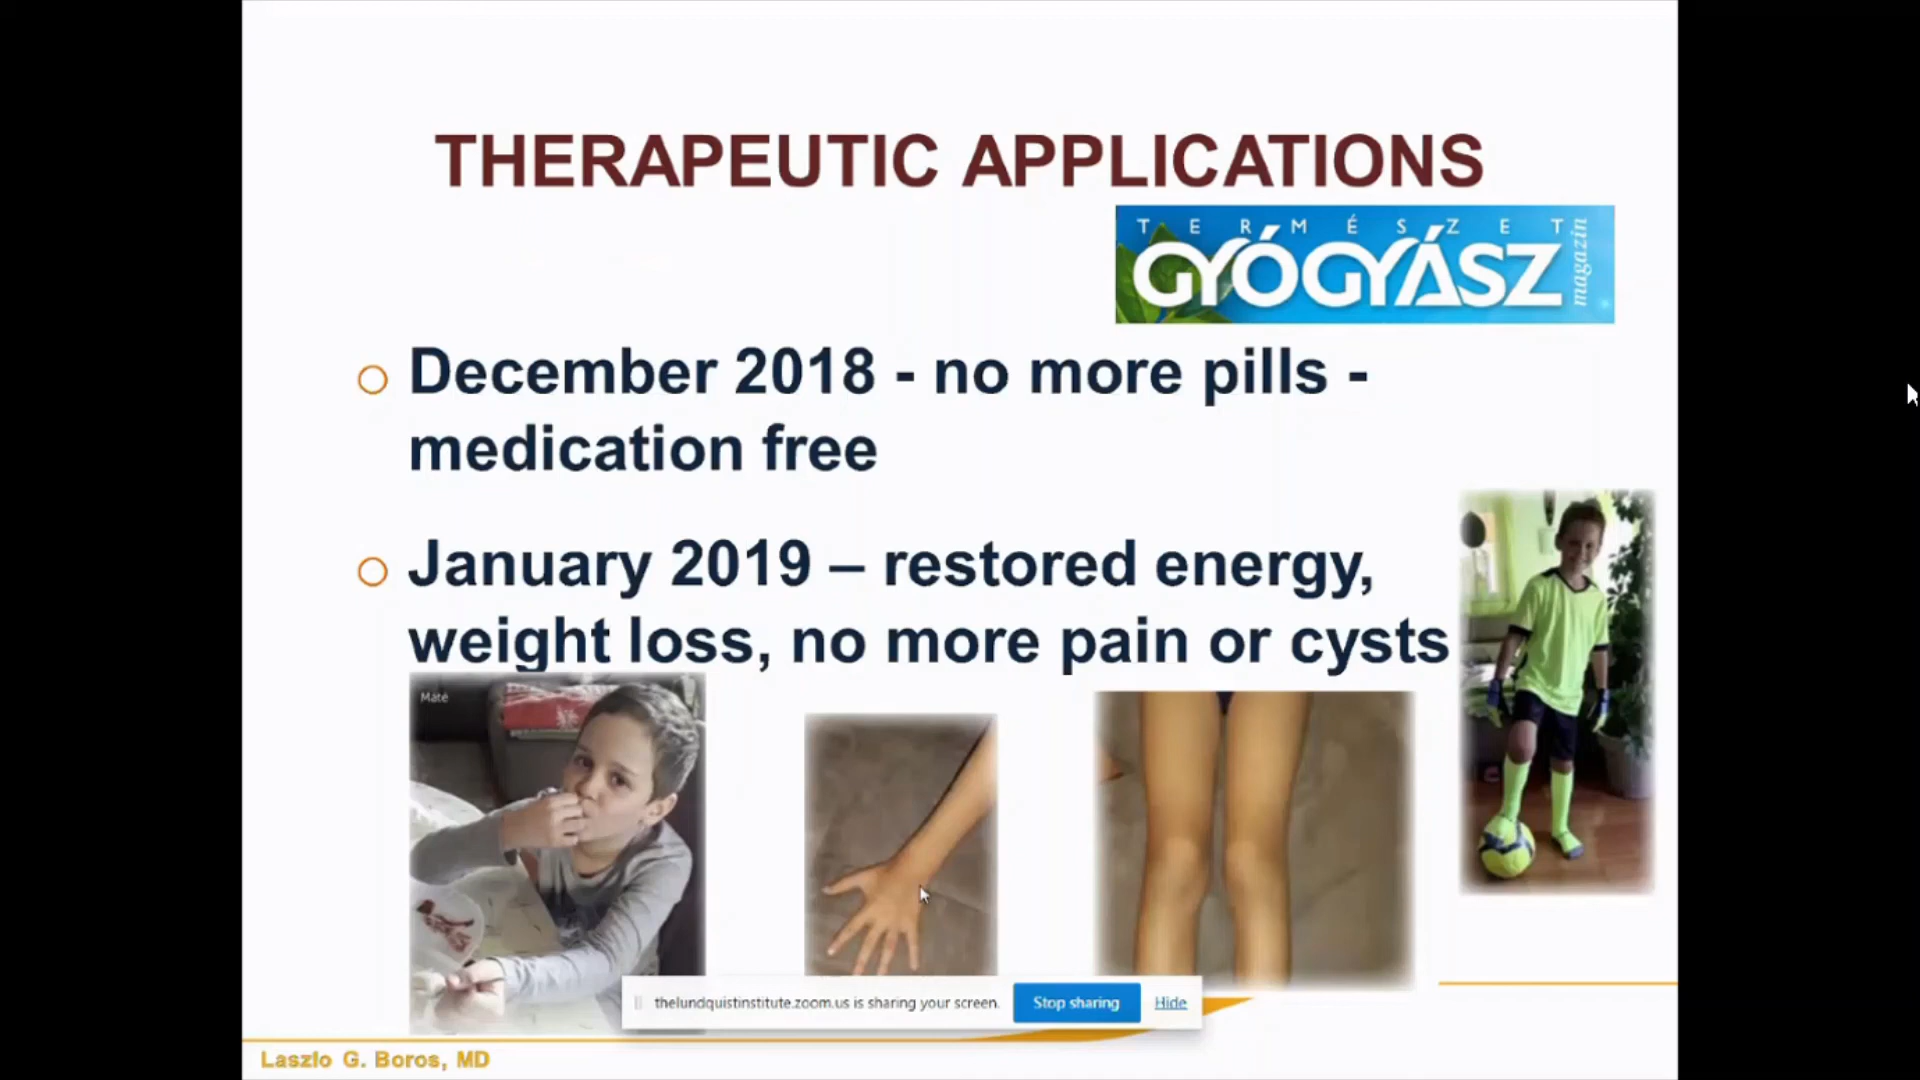 THERAPEUTIC APPLICATIONS
TERMÉSZET
GYÓGYÁSZ
magazin
December 2018 - no more pills -
medication free
January 2019 – restored energy,
weight loss, no more pain or cysts
Máté
thelundquistinstitute.zoom.us is sharing your screen.
Stop sharing
Hide
Laszlo G. Boros, MD